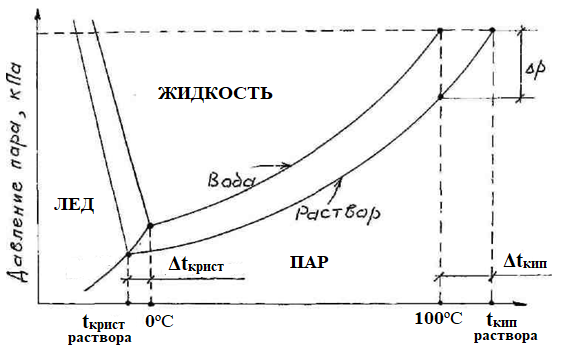 Давление пара, кПа
ЖИДКОСТЬ
Δp
Вода
ЛЕД
Раствор
Δtкрист
ПАР
Δtкип
tкрист
раствора
0°C
100°C
tкип
раствора